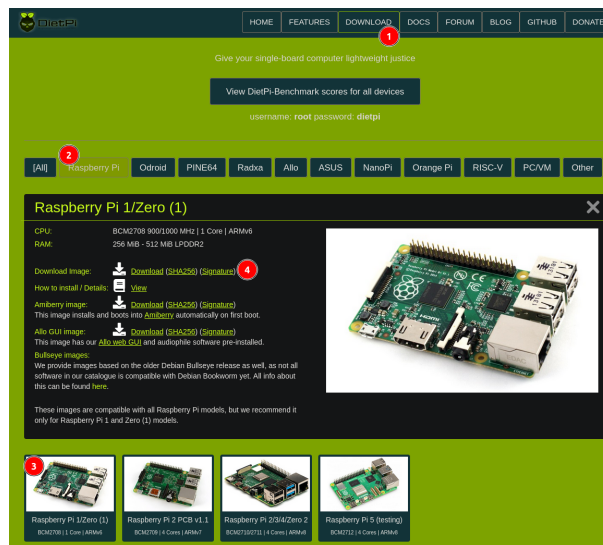 DietPi
HOME FEATURES DOWNLOAD DOCS FORUM BLOG GITHUB DONATE
1
Give your single-board computer lightweight justice
View DietPi-Benchmark scores for all devices
username: root password: dietpi
2
[All] Raspberry Pi Odroid PINE64 Radxa Allo ASUS NanoPi Orange Pi RISC-V PC/VM Other
Raspberry Pi 1/Zero (1)
CPU: BCM2708 900/1000 MHz | 1 Core | ARMv6
RAM: 256 MiB - 512 MiB LPDDR2
Download Image: Download (SHA256) (Signature) 4
How to install / Details: View
Amiberry image: Download (SHA256) (Signature)
This image installs and boots into Amiberry automatically on first boot.
Allo GUI image: Download (SHA256) (Signature)
This image has our Allo web GUI and audiophile software pre-installed.
Bullseye images:
We provide images based on the older Debian Bullseye release as well, as not all
software in our catalogue is compatible with Debian Bookworm yet. All info about
this can be found here.
These images are compatible with all Raspberry Pi models, but we recommend it
only for Raspberry Pi 1 and Zero (1) models.
3
Raspberry Pi 1/Zero (1) Raspberry Pi 2 PCB v1.1 Raspberry Pi 2/3/4/Zero 2 Raspberry Pi 5 (testing)
BCM2708 | 1 Core | ARMv6 BCM2709 | 4 Cores | ARMv7 BCM2710/2711 | 4 Cores | ARMv8 BCM2712 | 4 Cores | ARMv8